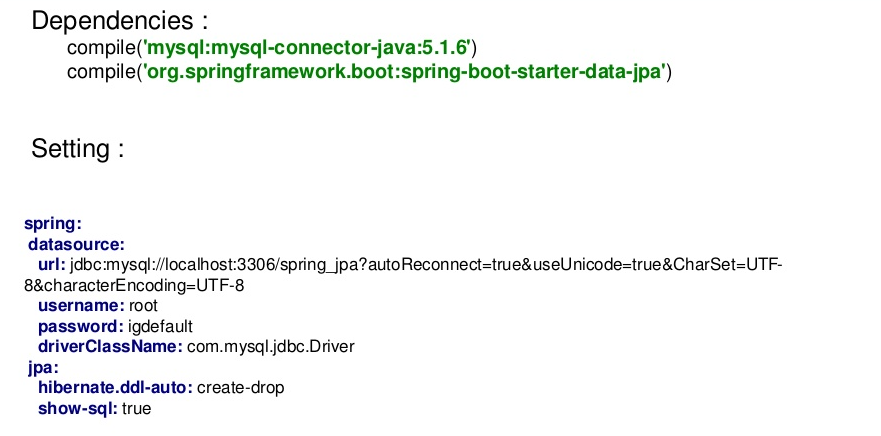 Dependencies :
compile('mysql:mysql-connector-java:5.1.6')
compile('org.springframework.boot:spring-boot-starter-data-jpa')
Setting :
spring:
datasource:
url: jdbc:mysql://localhost:3306/spring_jpa?autoReconnect=true&useUnicode=true&CharSet=UTF-
8&characterEncoding=UTF-8
username: root
password: igdefault
driverClassName: com.mysql.jdbc.Driver
jpa:
hibernate.ddl-auto: create-drop
show-sql: true